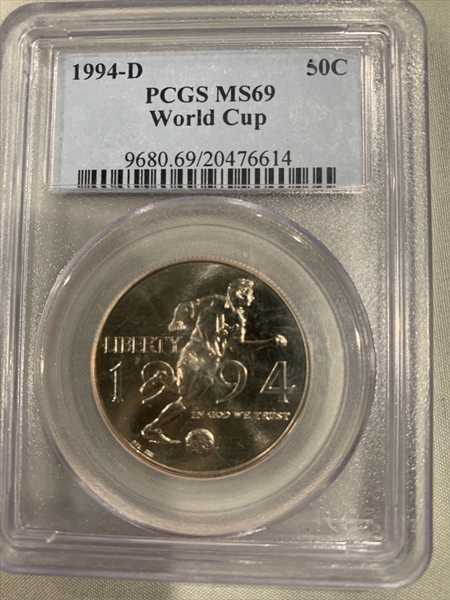 1994-D 50C
PCGS MS69
World Cup
9680.69/20476614
LIBERTY
1994
IN GOD WE TRUST